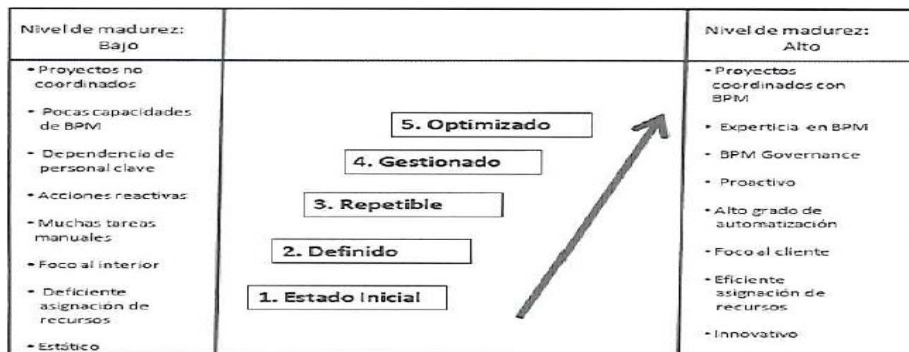 Nivel de madurez:
Bajo
• Proyectos no
coordinados
• Pocas capacidades
de BPM
• Dependencia de
personal clave
• Acciones reactivas
• Muchas tareas
manuales
• Foco al interior
• Deficiente
asignación de
recursos
• Estático
5. Optimizado
4. Gestionado
3. Repetible
2. Definido
1. Estado Inicial
Nivel de madurez:
Alto
• Proyectos
coordinados con
BPM
• Experticia en BPM
• BPM Governance
• Proactivo
• Alto grado de
automatización
• Foco al cliente
• Eficiente
asignación de
recursos
• Innovativo